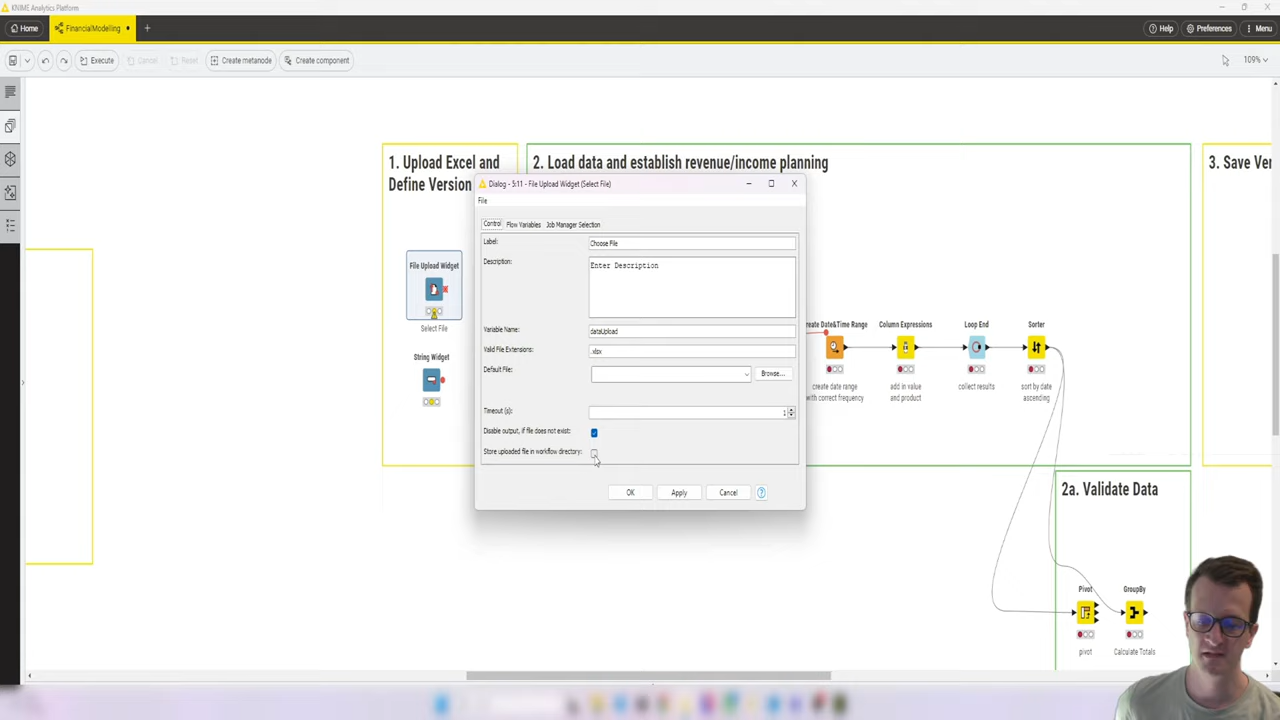 KNIME Analytics Platform
Home
FinancialModelling
Help
Preferences
Menu
Execute
Cancel
Reset
Create metanode
Create component
109%
1. Upload Excel and
Define Version
2. Load data and establish revenue/income planning
3. Save Ver
Dialog - 5:11 - File Upload Widget (Select File)
File
Control
Flow Variables
Job Manager Selection
Label:
Choose File
Description:
Enter Description
Variable Name:
dataUpload
Valid File Extensions:
.xlsx
Default File:
Browse...
Timeout (s):
1
Disable output, if file does not exist:
Store uploaded file in workflow directory:
OK
Apply
Cancel
?
File Upload Widget
Select File
String Widget
reate Date&Time Range
create date range
with correct frequency
Column Expressions
add in value
and product
Loop End
collect results
Sorter
sort by date
ascending
2a. Validate Data
Pivot
pivot
GroupBy
Calculate Totals